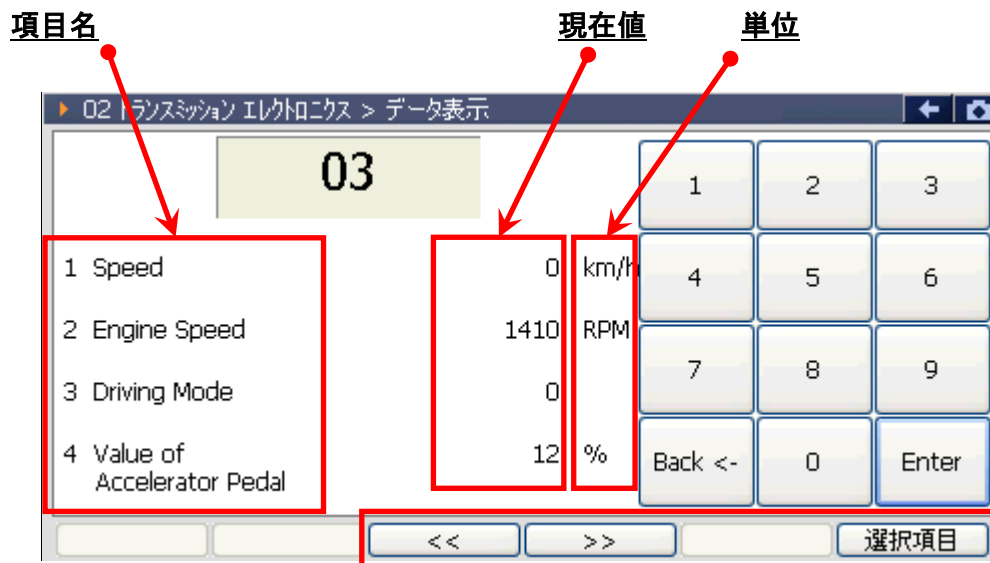 項目名 現在値 単位
02 トランスミッション エレクトロニクス > データ表示
03
1 Speed 0 km/h
2 Engine Speed 1410 RPM
3 Driving Mode 0
4 Value of Accelerator Pedal 12 %
1 2 3
4 5 6
7 8 9
Back <- 0 Enter
<< >> 選択項目